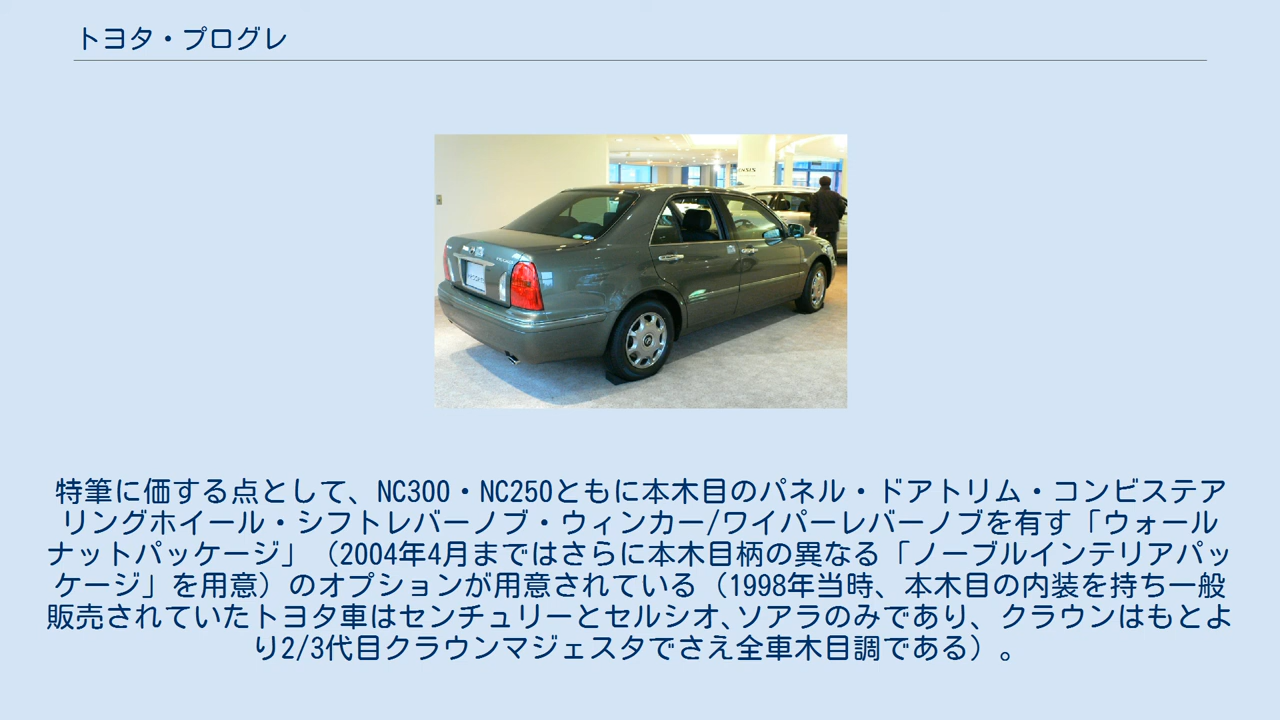 トヨタ・プログレ
特筆に価する点として、NC300・NC250ともに本木目のパネル・ドアトリム・コンビステア
リングホイール・シフトレバーノブ・ウィンカー/ワイパーレバーノブを有す「ウォール
ナットパッケージ」（2004年4月まではさらに本木目柄の異なる「ノーブルインテリアパッ
ケージ」を用意）のオプションが用意されている（1998年当時、本木目の内装を持ち一般
販売されていたトヨタ車はセンチュリーとセルシオ､ソアラのみであり、クラウンはもとよ
り2/3代目クラウンマジェスタでさえ全車木目調である）。